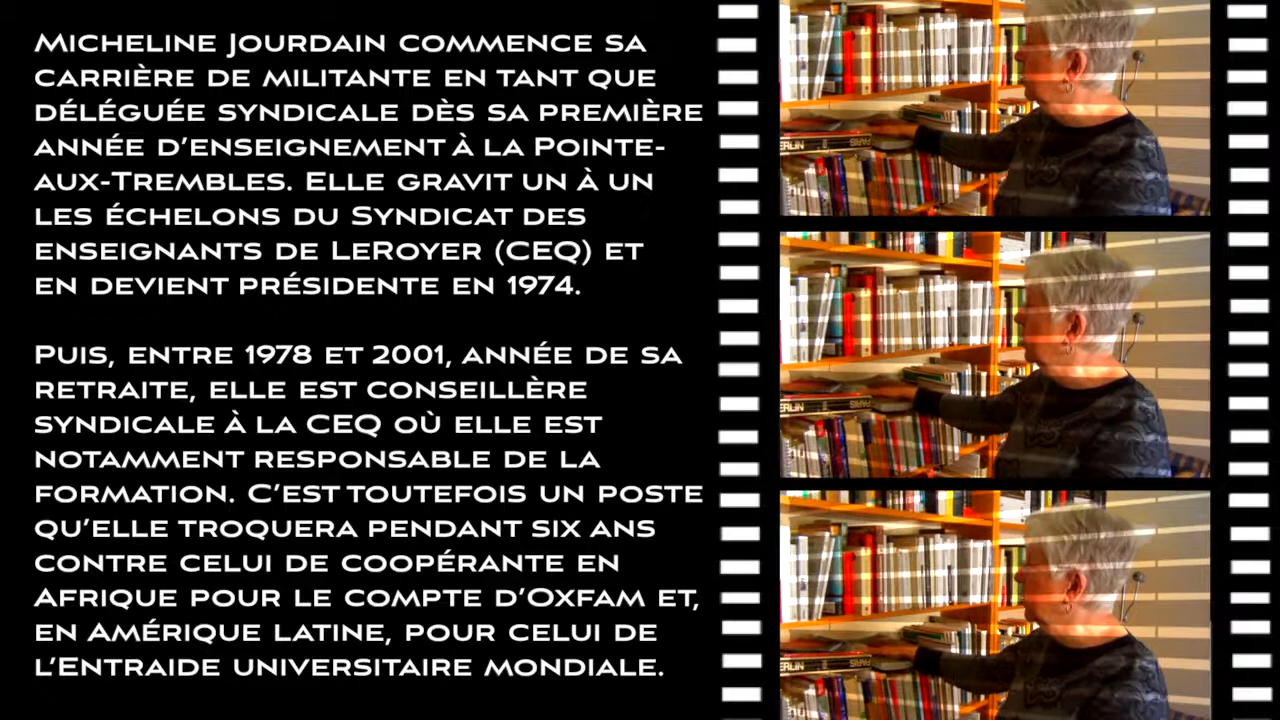 Micheline Jourdain commence sa
carrière de militante en tant que
déléguée syndicale dès sa première
année d’enseignement à la Pointe-
aux-Trembles. Elle gravit un à un
les échelons du Syndicat des
enseignants de LeRoyer (CEQ) et
en devient présidente en 1974.
Puis, entre 1978 et 2001, année de sa
retraite, elle est conseillère
syndicale à la CEQ où elle est
notamment responsable de la
formation. C’est toutefois un poste
qu’elle troquera pendant six ans
contre celui de coopérante en
Afrique pour le compte d’Oxfam et,
en Amérique latine, pour celui de
l’Entraide universitaire mondiale.
PARIS
PARIS